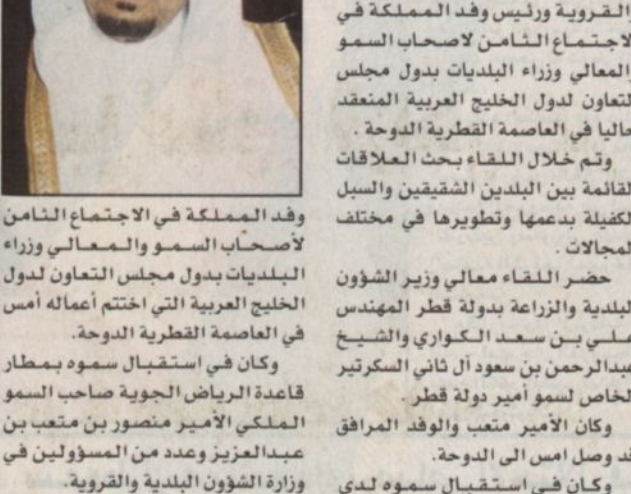 والقروية ورئيس وفد المملكة في
الاجتماع الثامن لاصحاب السمو
والمعالي وزراء البلديات بدول مجلس
التعاون لدول الخليج العربية المنعقد
حاليا في العاصمة القطرية الدوحة .
وتم خلال اللقاء بحث العلاقات
القائمة بين البلدين الشقيقين والسبل
الكفيلة بدعمها وتطويرها في مختلف
المجالات .
حضر اللقاء معالي وزير الشؤون
البلدية والزراعة بدولة قطر المهندس
علي بن سعد الكواري والشيخ
عبدالرحمن بن سعود آل ثاني السكرتير
الخاص لسمو أمير دولة قطر .
وكان الأمير متعب والوفد المرافق
قد وصل امس الى الدوحة.
وكان في استقبال سموه لدى
وفد المملكة في الاجتماع الثامن
لأصحاب السمو والمعالي وزراء
البلديات بدول مجلس التعاون لدول
الخليج العربية التي اختتم أعماله أمس
في العاصمة القطرية الدوحة.
وكان في استقبال سموه بمطار
قاعدة الرياض الجوية صاحب السمو
الملكي الأمير منصور بن متعب بن
عبدالعزيز وعدد من المسؤولين في
وزارة الشؤون البلدية والقروية.